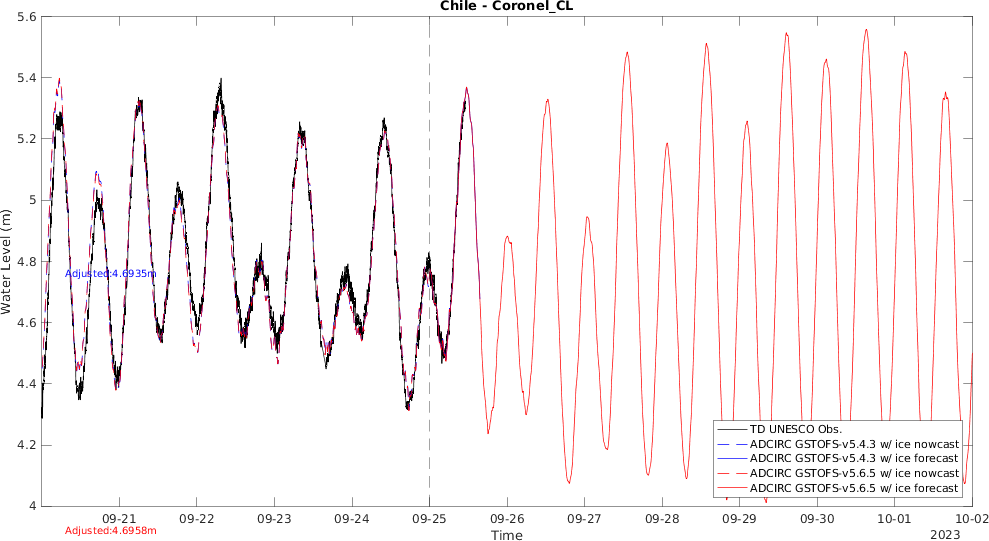 Chile - Coronel_CL
5.6
5.4
5.2
5
4.8
4.6
4.4
4.2
4
Water Level (m)
Adjusted:4.6935m
TD UNESCO Obs.
ADCIRC GSTOFS-v5.4.3 w/ ice nowcast
ADCIRC GSTOFS-v5.4.3 w/ ice forecast
ADCIRC GSTOFS-v5.6.5 w/ ice nowcast
ADCIRC GSTOFS-v5.6.5 w/ ice forecast
09-21 09-22 09-23 09-24 09-25 09-26 09-27 09-28 09-29 09-30 10-01 10-02
Adjusted:4.6958m
Time
2023